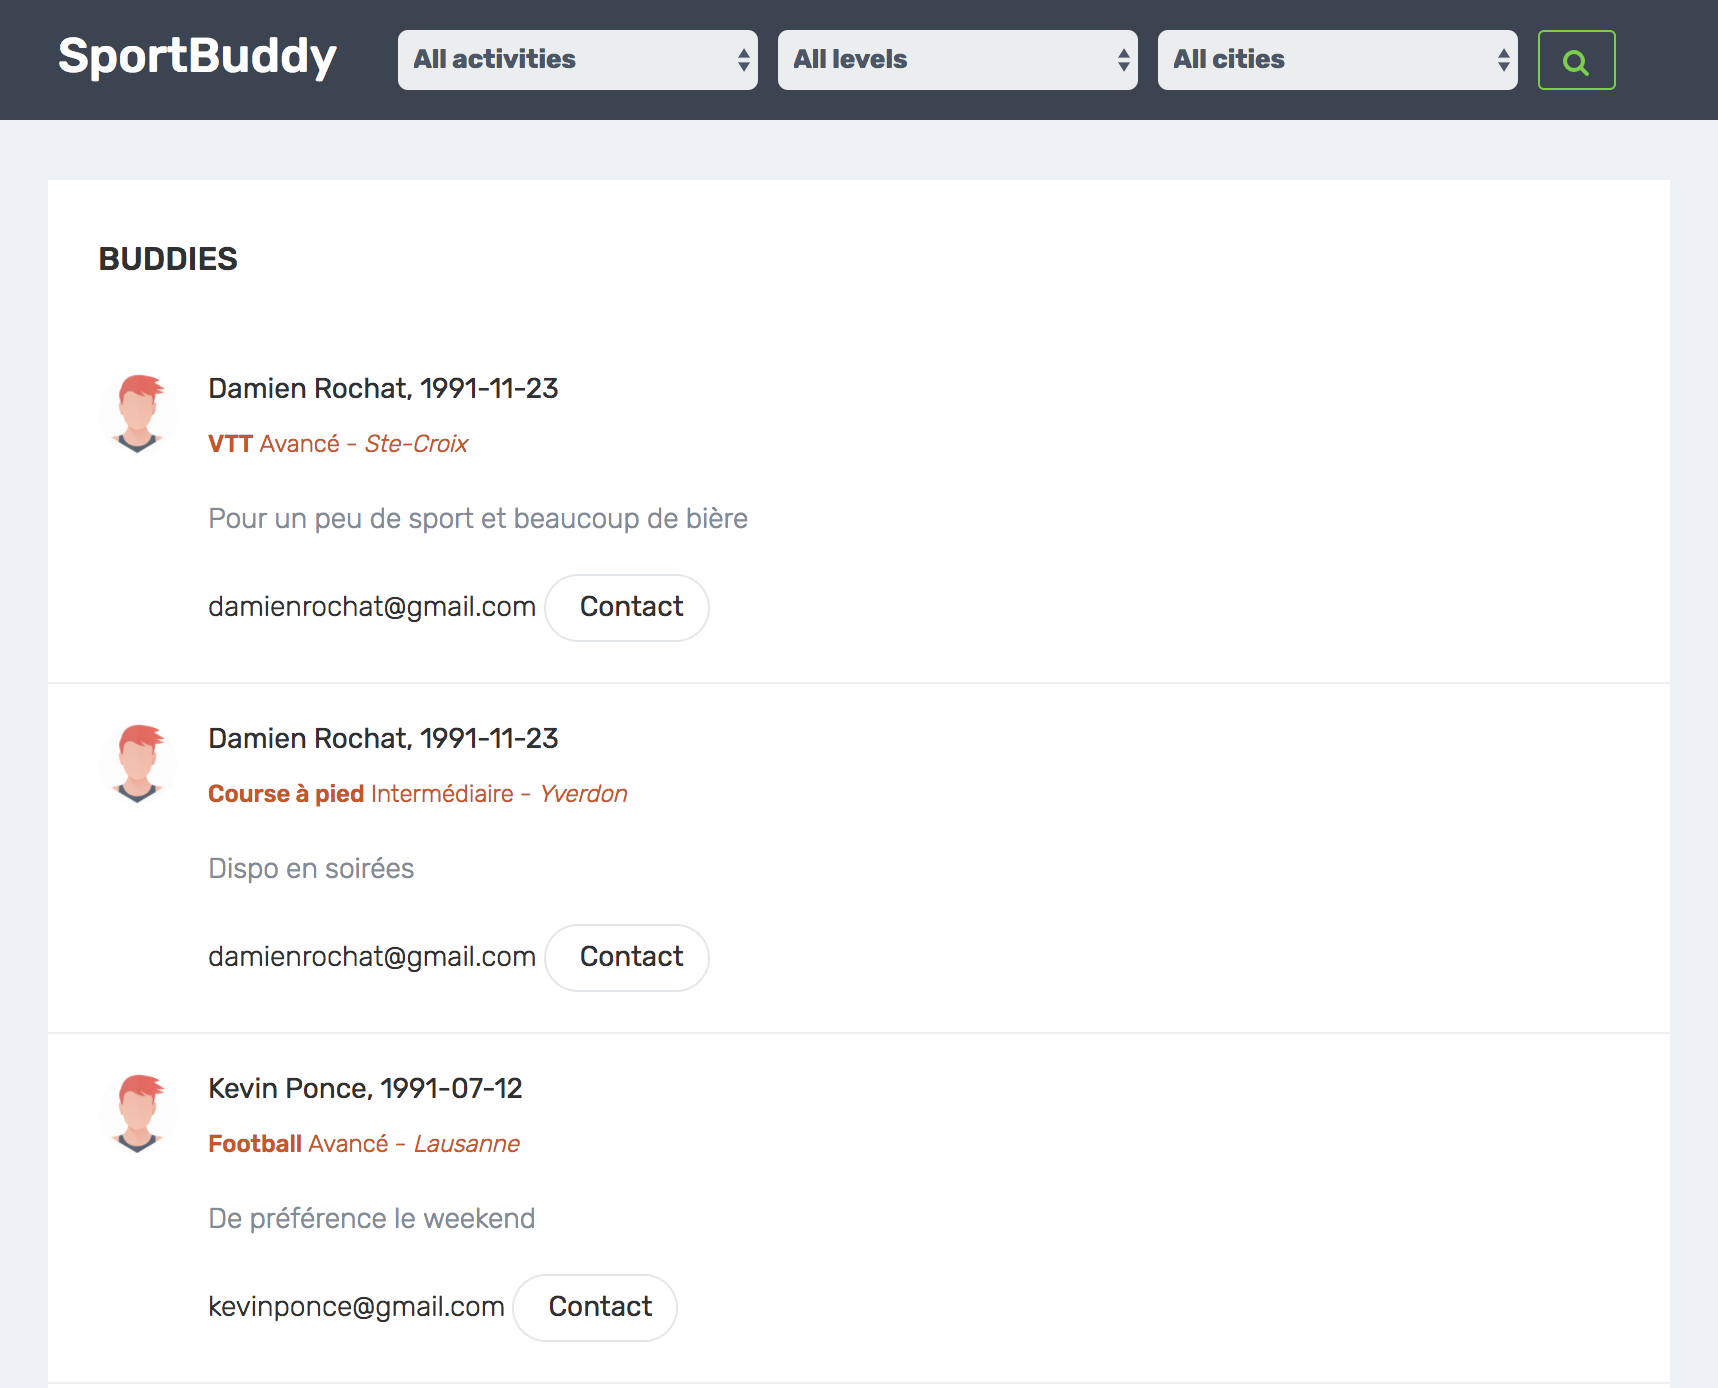 SportBuddy
All activities
All levels
All cities
BUDDIES
Damien Rochat, 1991-11-23
VTT Avancé - Ste-Croix
Pour un peu de sport et beaucoup de bière
damienrochat@gmail.com Contact
Damien Rochat, 1991-11-23
Course à pied Intermédiaire - Yverdon
Dispo en soirées
damienrochat@gmail.com Contact
Kevin Ponce, 1991-07-12
Football Avancé - Lausanne
De préférence le weekend
kevinponce@gmail.com Contact